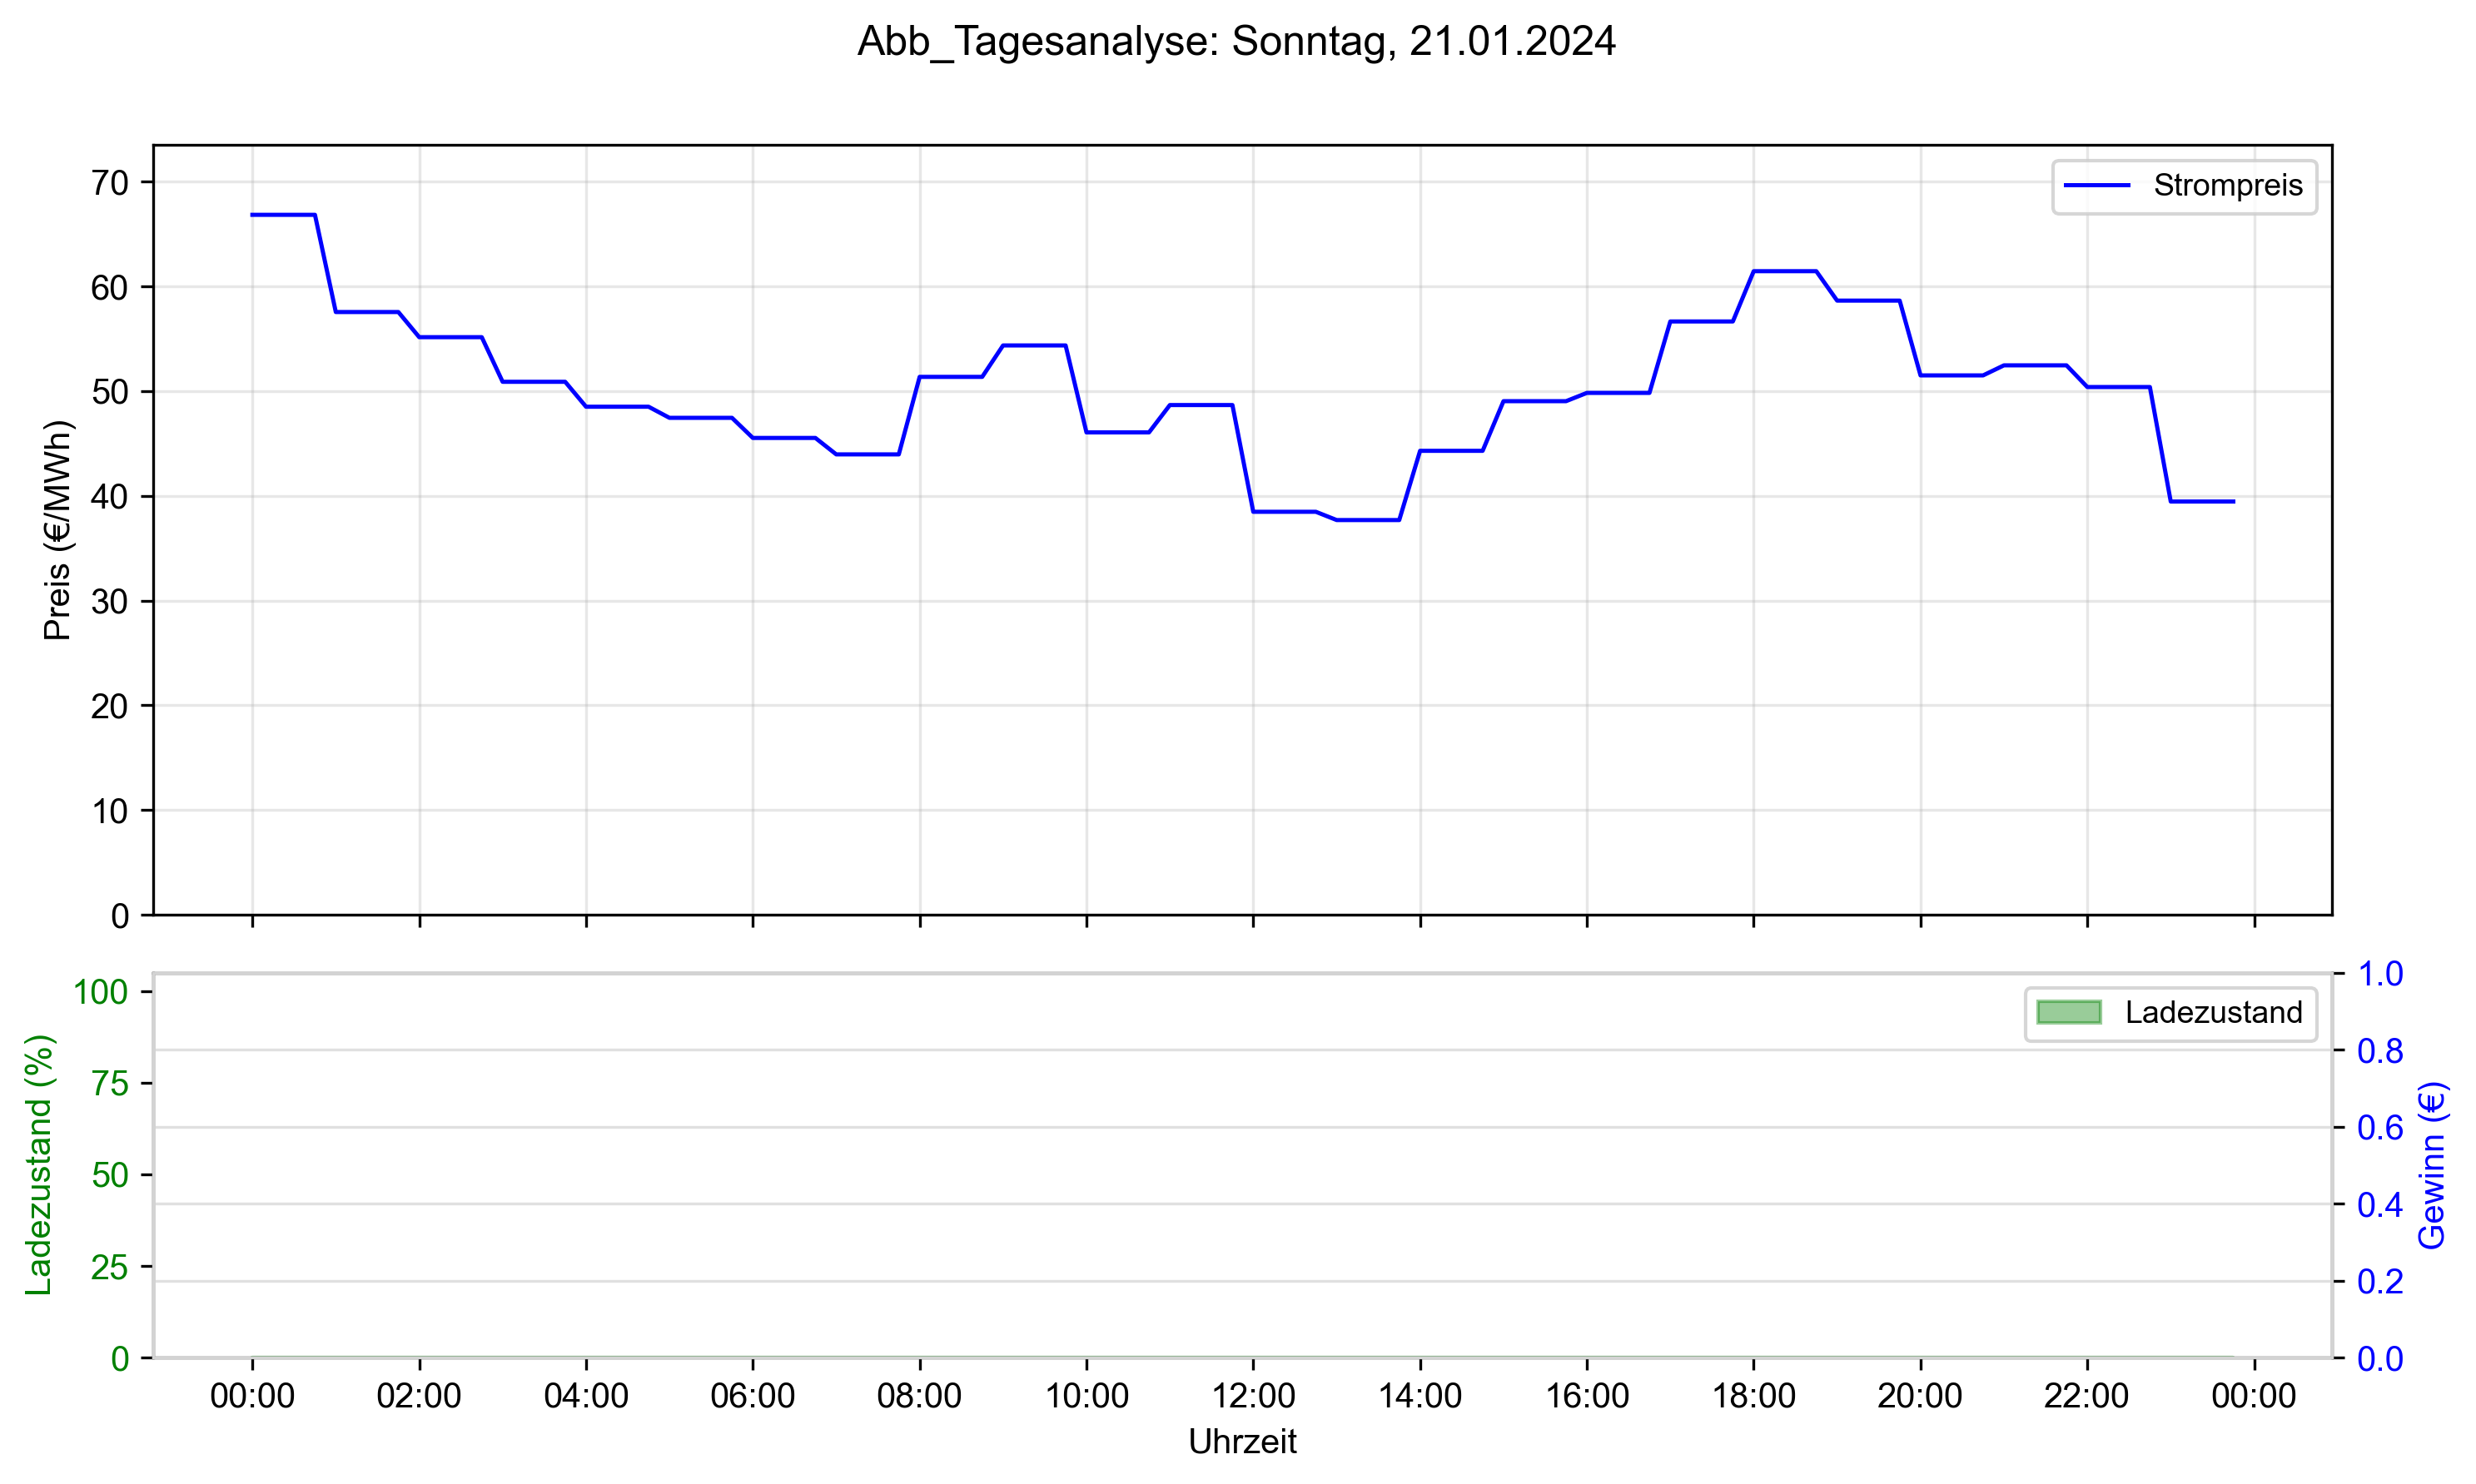 Abb_Tagesanalyse: Sonntag, 21.01.2024
Preis (€/MWh)
70
60
50
40
30
20
10
0
Strompreis
Ladezustand (%)
100
75
50
25
0
Ladezustand
1.0
0.8
0.6
0.4
0.2
0.0
Gewinn (€)
00:00 02:00 04:00 06:00 08:00 10:00 12:00 14:00 16:00 18:00 20:00 22:00 00:00
Uhrzeit